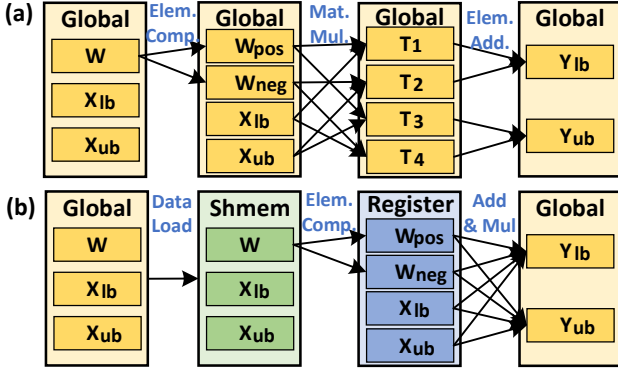 (a)
Global
W
Xlb
Xub
Elem.
Comp.
Global
Wpos
Wneg
Xlb
Xub
Mat.
Mul.
Global
T1
T2
T3
T4
Elem.
Add.
Global
Ylb
Yub
(b)
Global
W
Xlb
Xub
Data
Load
Shmem
W
Xlb
Xub
Elem.
Comp.
Register
Wpos
Wneg
Xlb
Xub
Add
& Mul
Global
Ylb
Yub